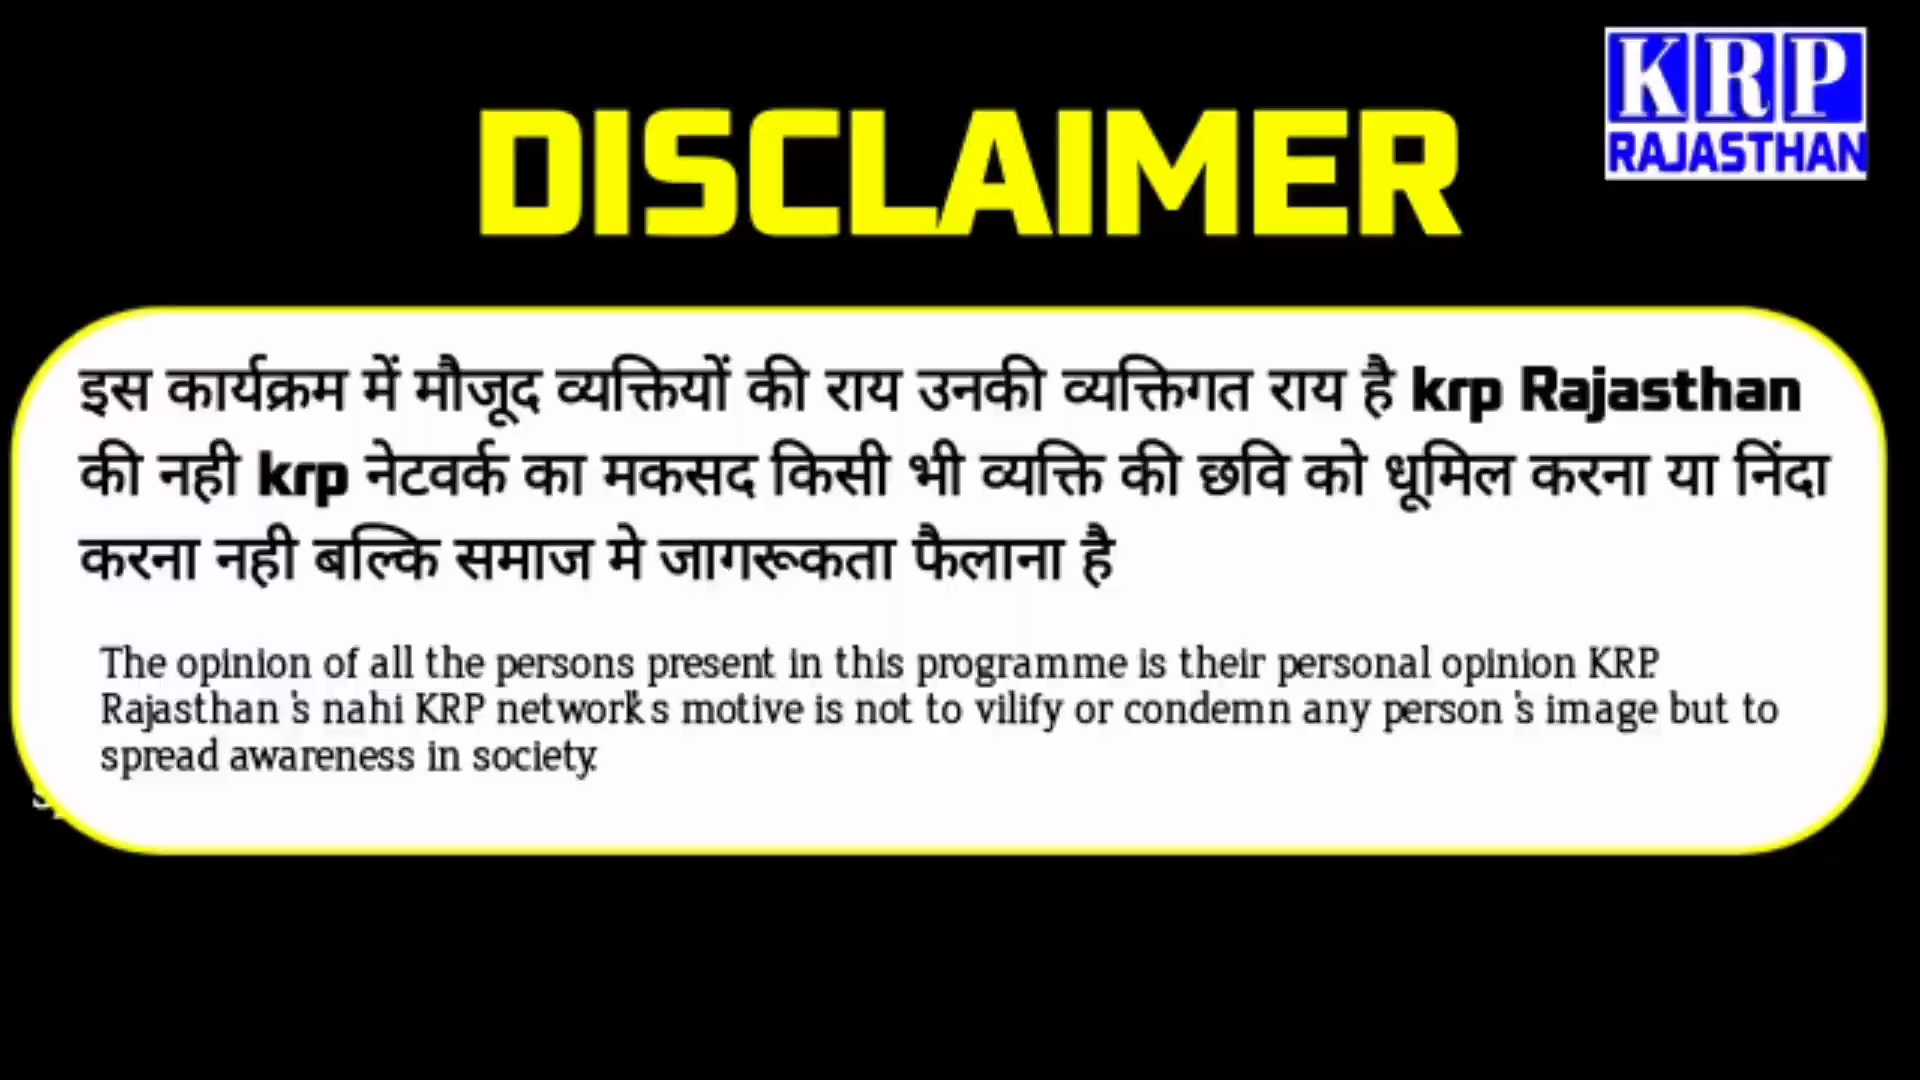 KRP
RAJASTHAN
DISCLAIMER
इस कार्यक्रम में मौजूद व्यक्तियों की राय उनकी व्यक्तिगत राय है krp Rajasthan
की नही krp नेटवर्क का मकसद किसी भी व्यक्ति की छवि को धूमिल करना या निंदा
करना नही बल्कि समाज मे जागरूकता फैलाना है
The opinion of all the persons present in this programme is their personal opinion KRP.
Rajasthan's nahi KRP network's motive is not to vilify or condemn any person's image but to
spread awareness in society.